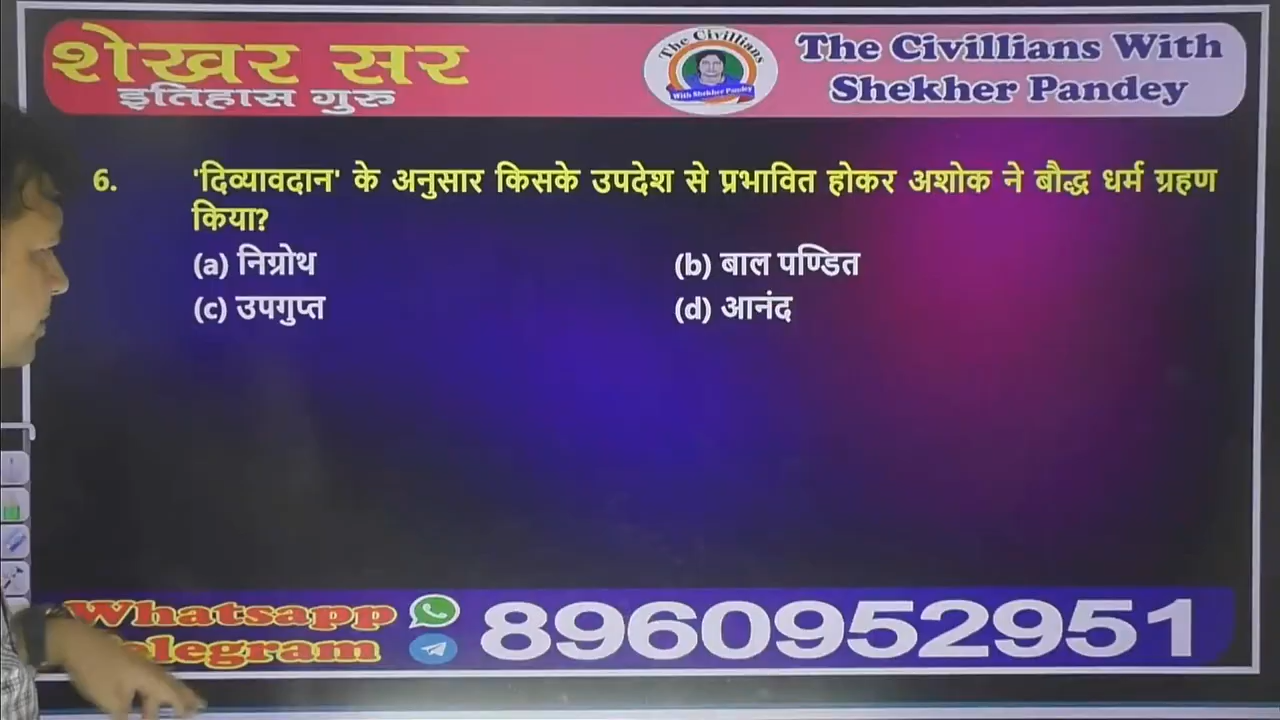 शेखर सर
इतिहास गुरु
The Civillians
With Shekher Pandey
The Civillians With
Shekher Pandey
6. 'दिव्यावदान' के अनुसार किसके उपदेश से प्रभावित होकर अशोक ने बौद्ध धर्म ग्रहण
किया?
(a) निग्रोथ (b) बाल पण्डित
(c) उपगुप्त (d) आनंद
Whatsapp
elegram
8960952951